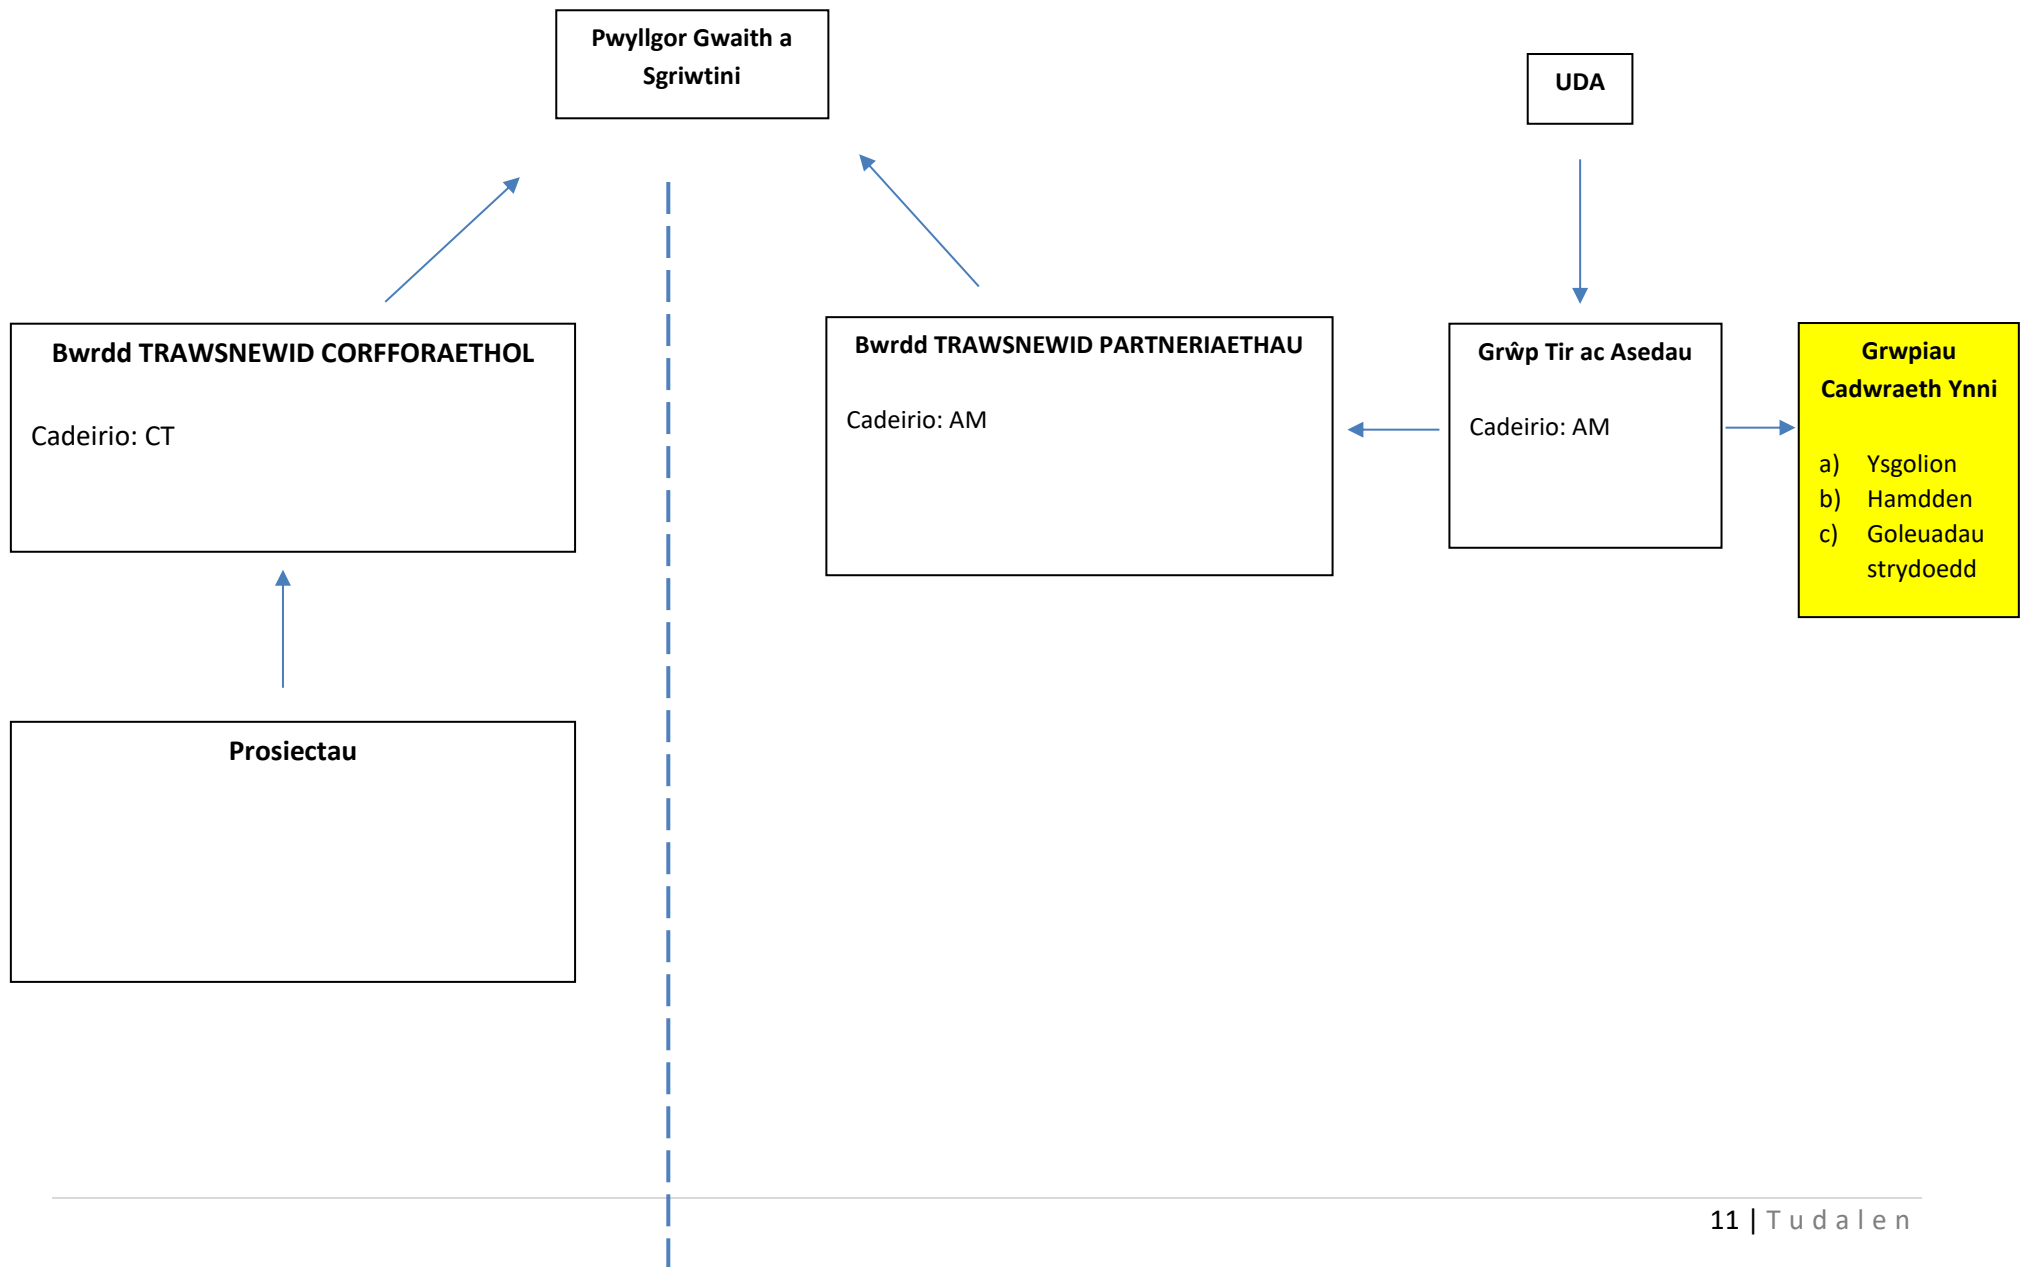 Pwyllgor Gwaith a
Sgriwtini
UDA
Bwrdd TRAWSNEWID CORFFORAETHOL
Cadeirio: CT
Bwrdd TRAWSNEWID PARTNERIAETHAU
Cadeirio: AM
Grŵp Tir ac Asedau
Cadeirio: AM
Grwpiau
Cadwraeth Ynni
a) Ysgolion
b) Hamdden
c) Goleuadau
strydoedd
Prosiectau
11 | Tudalen